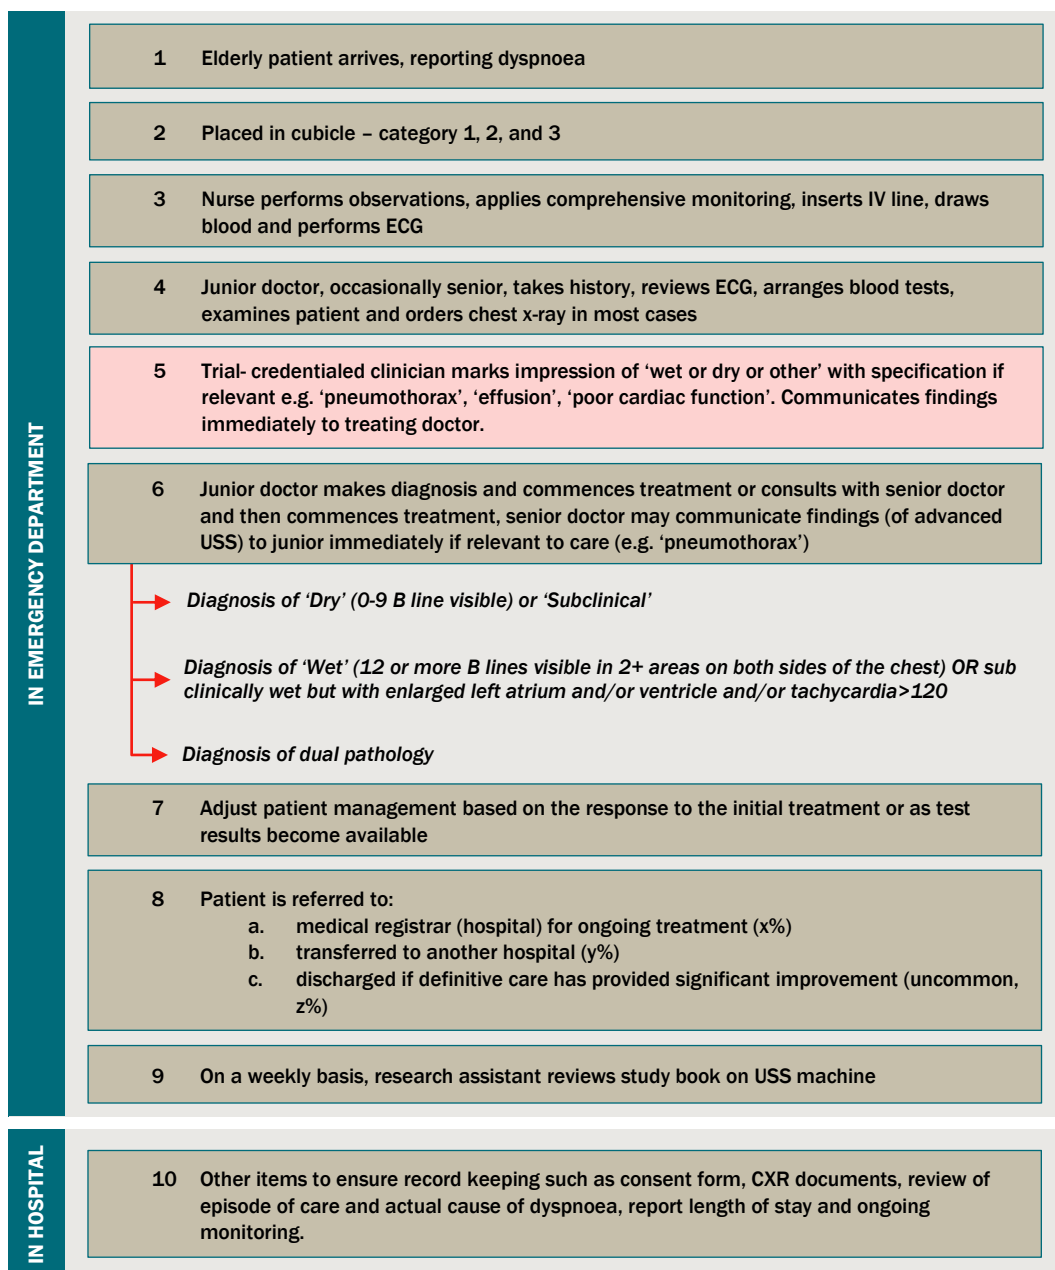 IN EMERGENCY DEPARTMENT
1 Elderly patient arrives, reporting dyspnoea
2 Placed in cubicle – category 1, 2, and 3
3 Nurse performs observations, applies comprehensive monitoring, inserts IV line, draws
blood and performs ECG
4 Junior doctor, occasionally senior, takes history, reviews ECG, arranges blood tests,
examines patient and orders chest x-ray in most cases
5 Trial- credentialed clinician marks impression of ‘wet or dry or other’ with specification if
relevant e.g. ‘pneumothorax’, ‘effusion’, ‘poor cardiac function’. Communicates findings
immediately to treating doctor.
6 Junior doctor makes diagnosis and commences treatment or consults with senior doctor
and then commences treatment, senior doctor may communicate findings (of advanced
USS) to junior immediately if relevant to care (e.g. ‘pneumothorax’)
Diagnosis of ‘Dry’ (0-9 B line visible) or ‘Subclinical’
Diagnosis of ‘Wet’ (12 or more B lines visible in 2+ areas on both sides of the chest) OR sub
clinically wet but with enlarged left atrium and/or ventricle and/or tachycardia>120
Diagnosis of dual pathology
7 Adjust patient management based on the response to the initial treatment or as test
results become available
8 Patient is referred to:
a. medical registrar (hospital) for ongoing treatment (x%)
b. transferred to another hospital (y%)
c. discharged if definitive care has provided significant improvement (uncommon,
z%)
9 On a weekly basis, research assistant reviews study book on USS machine
IN HOSPITAL
10 Other items to ensure record keeping such as consent form, CXR documents, review of
episode of care and actual cause of dyspnoea, report length of stay and ongoing
monitoring.